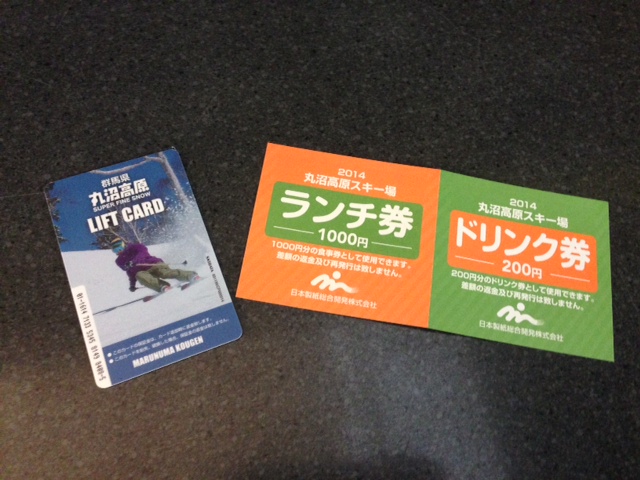 群馬県
丸沼高原
SUPER FINE SNOW
LIFT CARD
MARUNUMA KOUGEN
2014
丸沼高原スキー場
ランチ券
1000円
1000円分の食事券として使用できます。
差額の返金及び再発行は致しません。
日本製紙総合開発株式会社
2014
丸沼高原スキー場
ドリンク券
200円
200円分のドリンク券として使用できます。
差額の返金及び再発行は致しません。
日本製紙総合開発株式会社